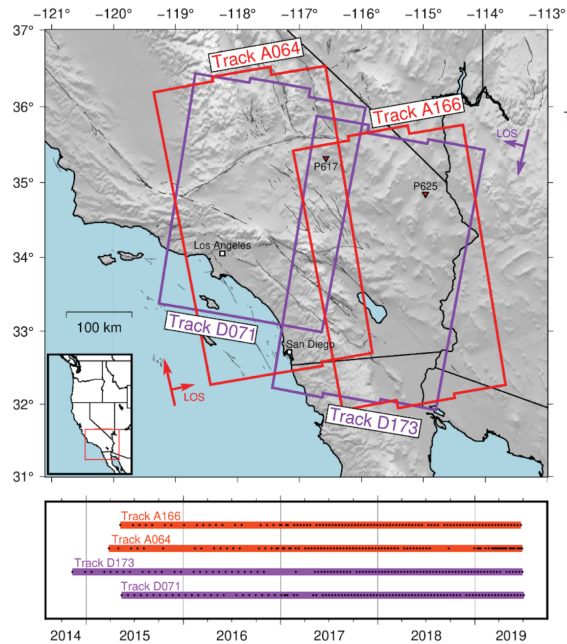 −121° −120° −119° −118° −117° −116° −115° −114° −113°
Track A064
Track A166
36°
LOS
P617
35°
P625
34°
Los Angeles
33°
100 km
Track D071
San Diego
LOS
32°
Track D173
31°
Track A166
Track A064
Track D173
Track D071
2014 2015 2016 2017 2018 2019